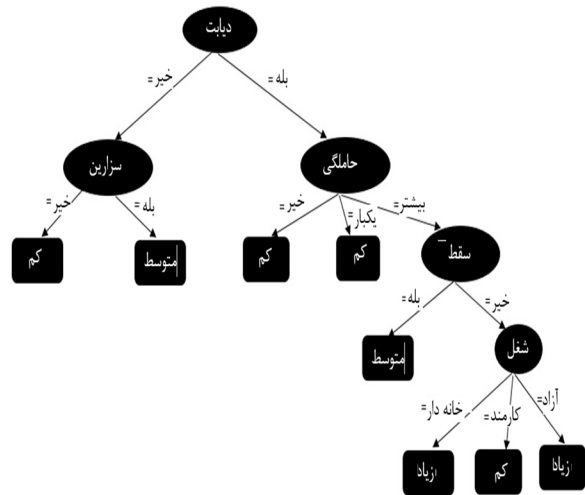 دیابت
=خیر
=بله
سزارین
حاملگی
=خیر
=بله
=خیر
=یکبار
=بیشتر
کم
متوسط
کم
کم
سقط
=بله
=خیر
متوسط
شغل
=خانه دار
=کارمند
=آزاد
زیاد
کم
زیاد